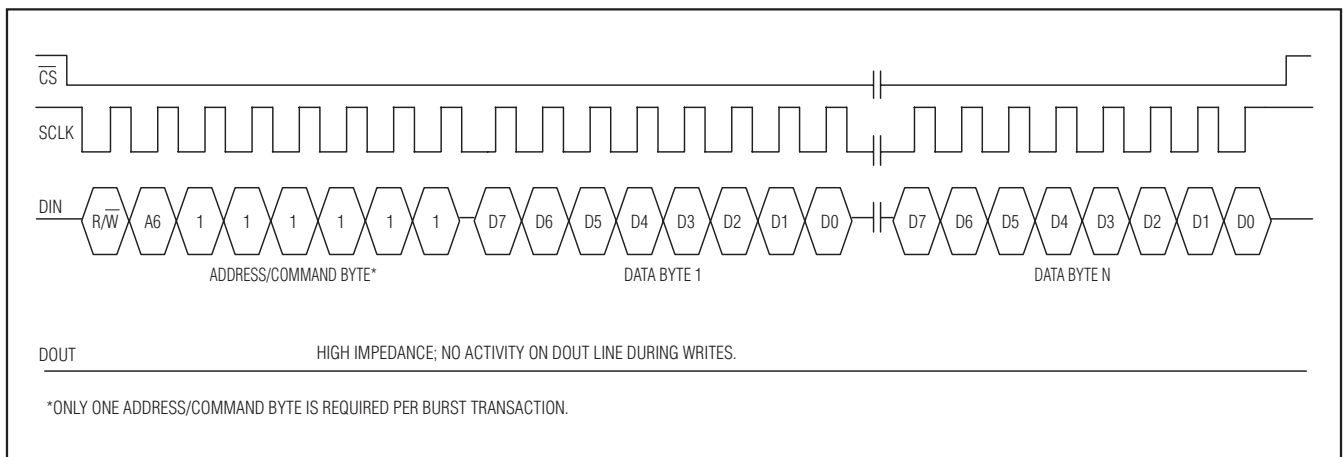 C̅S̅
SCLK
DIN
R/W̅ A6 1 1 1 1 1 1 D7 D6 D5 D4 D3 D2 D1 D0 D7 D6 D5 D4 D3 D2 D1 D0
ADDRESS/COMMAND BYTE* DATA BYTE 1 DATA BYTE N
DOUT HIGH IMPEDANCE; NO ACTIVITY ON DOUT LINE DURING WRITES.
*ONLY ONE ADDRESS/COMMAND BYTE IS REQUIRED PER BURST TRANSACTION.